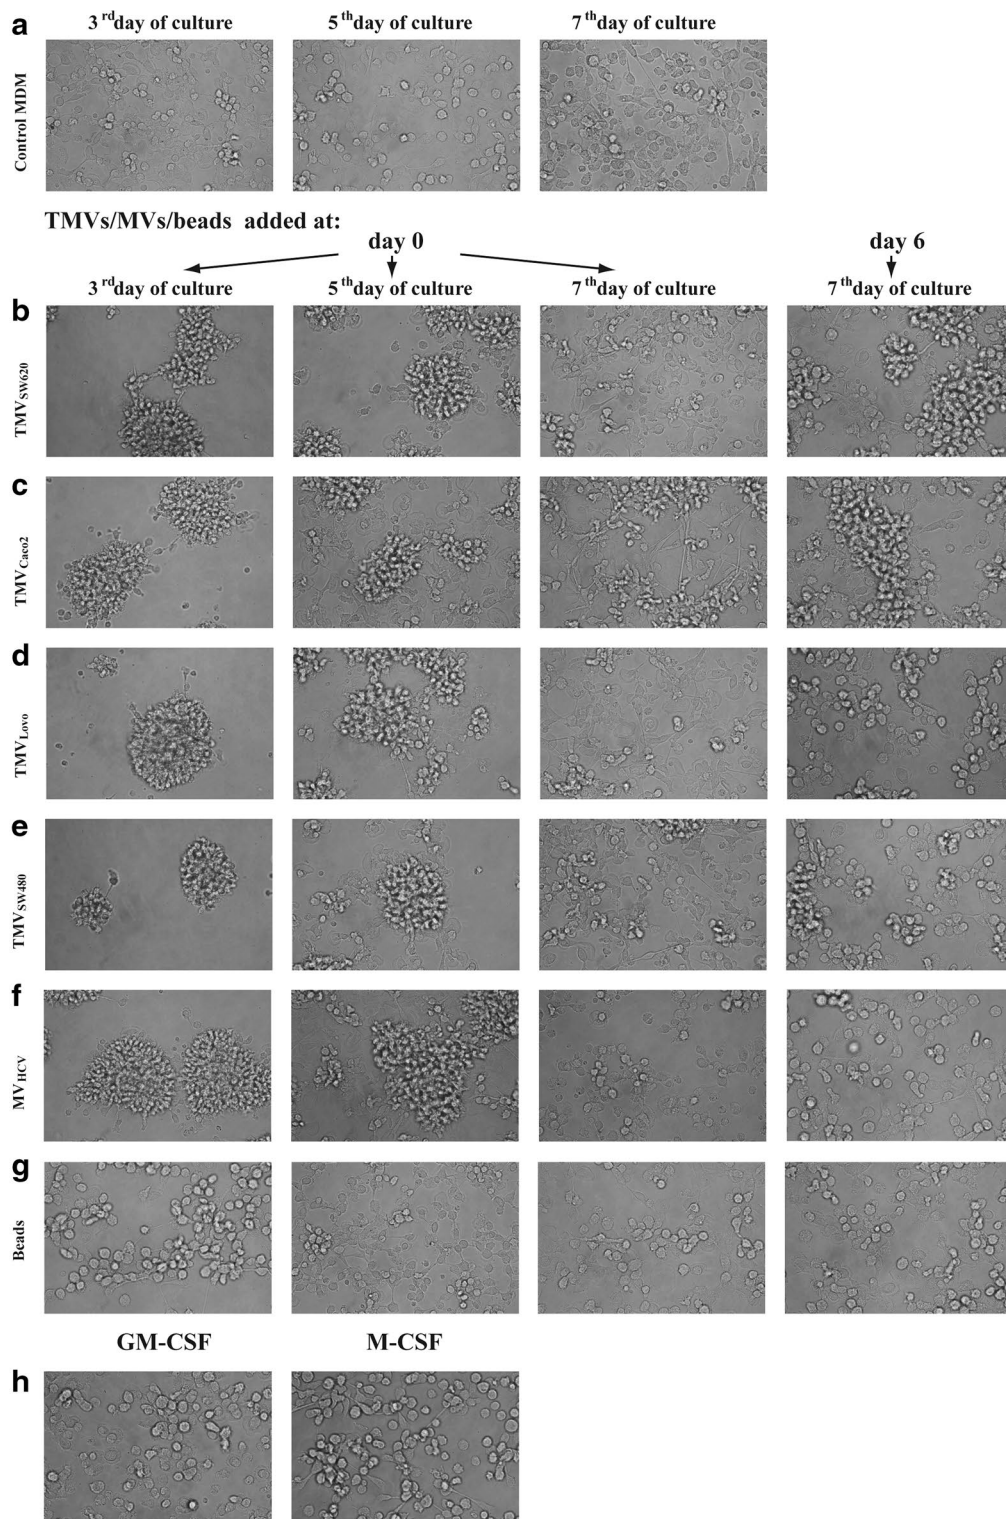 a
3rd day of culture
5th day of culture
7th day of culture
Control MDM
TMVs/MVs/beads added at:
day 0
day 6
3rd day of culture
5th day of culture
7th day of culture
7th day of culture
b
TMVSW620
c
TMVCaco2
d
TMVLovo
e
TMVSW480
f
MVHCV
g
Beads
GM-CSF
M-CSF
h